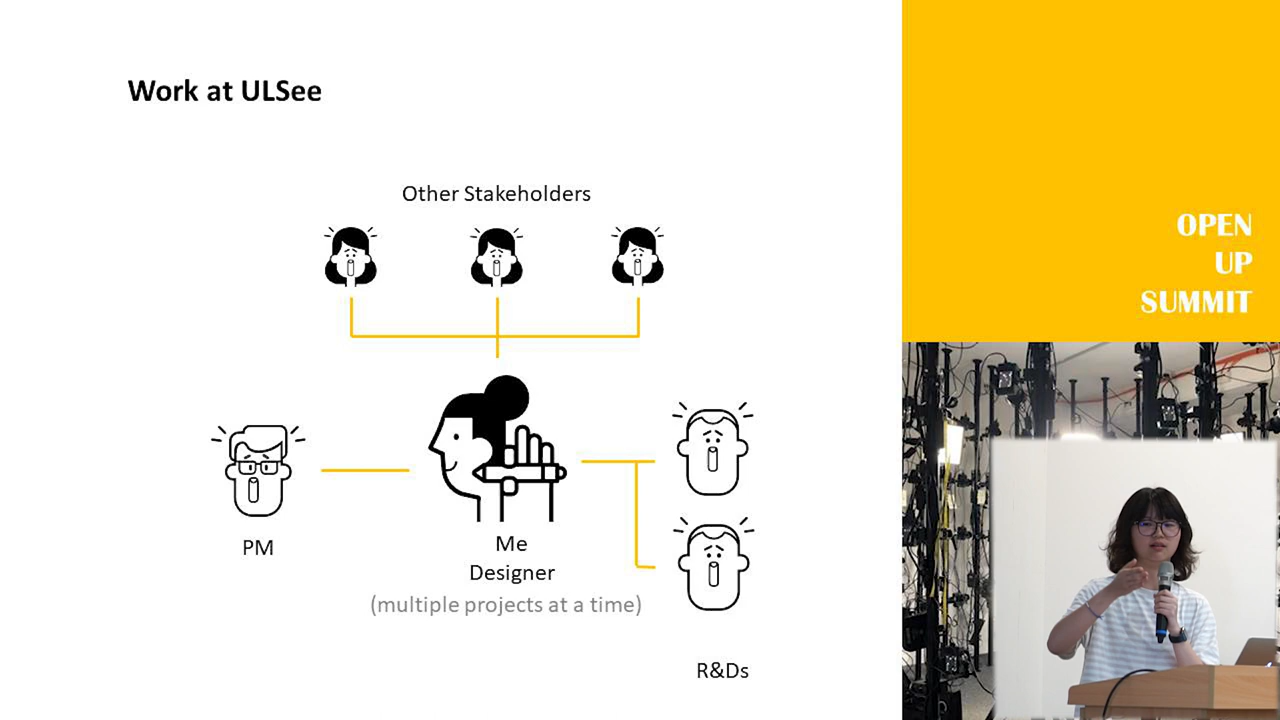 Work at ULSee
Other Stakeholders
PM
Me
Designer
(multiple projects at a time)
R&Ds
OPEN
UP
SUMMIT